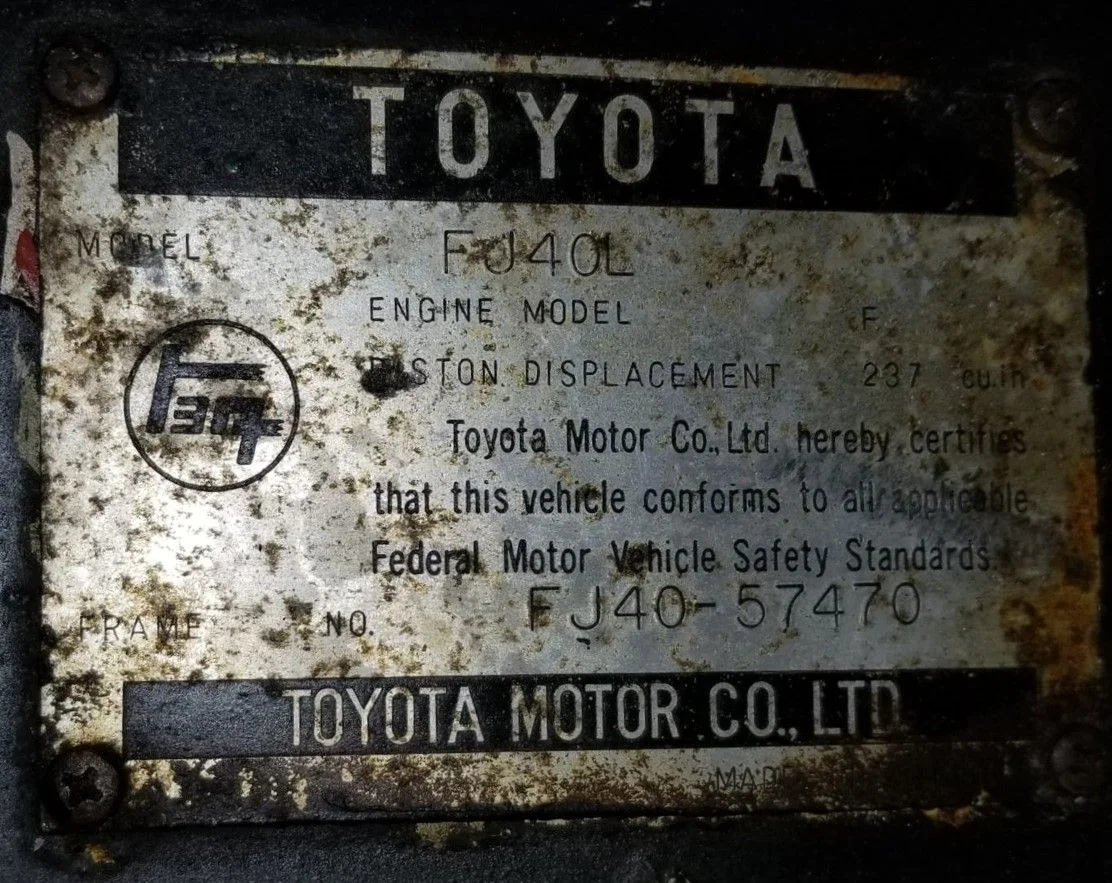 TOYOTA
MODEL FJ40L
ENGINE MODEL F
PISTON DISPLACEMENT 237 cu.in
Toyota Motor Co., Ltd. hereby certifies
that this vehicle conforms to all applicable
Federal Motor Vehicle Safety Standards.
FRAME NO. FJ40-57470
TOYOTA MOTOR CO., LTD.